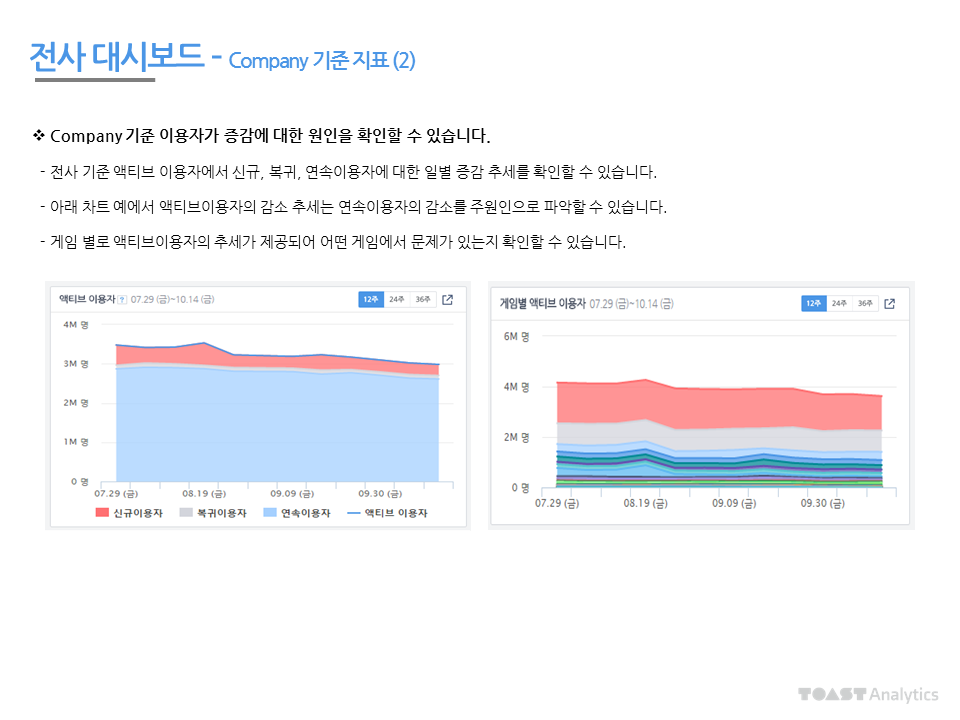 전사 대시보드 - Company 기준 지표 (2)
❖ Company 기준 이용자가 증감에 대한 원인을 확인할 수 있습니다.
- 전사 기준 액티브 이용자에서 신규, 복귀, 연속이용자에 대한 일별 증감 추세를 확인할 수 있습니다.
- 아래 차트 예에서 액티브이용자의 감소 추세는 연속이용자의 감소를 주원인으로 파악할 수 있습니다.
- 게임 별로 액티브이용자의 추세가 제공되어 어떤 게임에서 문제가 있는지 확인할 수 있습니다.
액티브 이용자 ? 07.29 (금)~10.14 (금) 12주 24주 36주
4M 명
3M 명
2M 명
1M 명
0 명
07.29 (금) 08.19 (금) 09.09 (금) 09.30 (금)
신규이용자 복귀이용자 연속이용자 액티브 이용자
게임별 액티브 이용자 07.29 (금)~10.14 (금) 12주 24주 36주
6M 명
4M 명
2M 명
0 명
07.29 (금) 08.19 (금) 09.09 (금) 09.30 (금)
TOAST Analytics